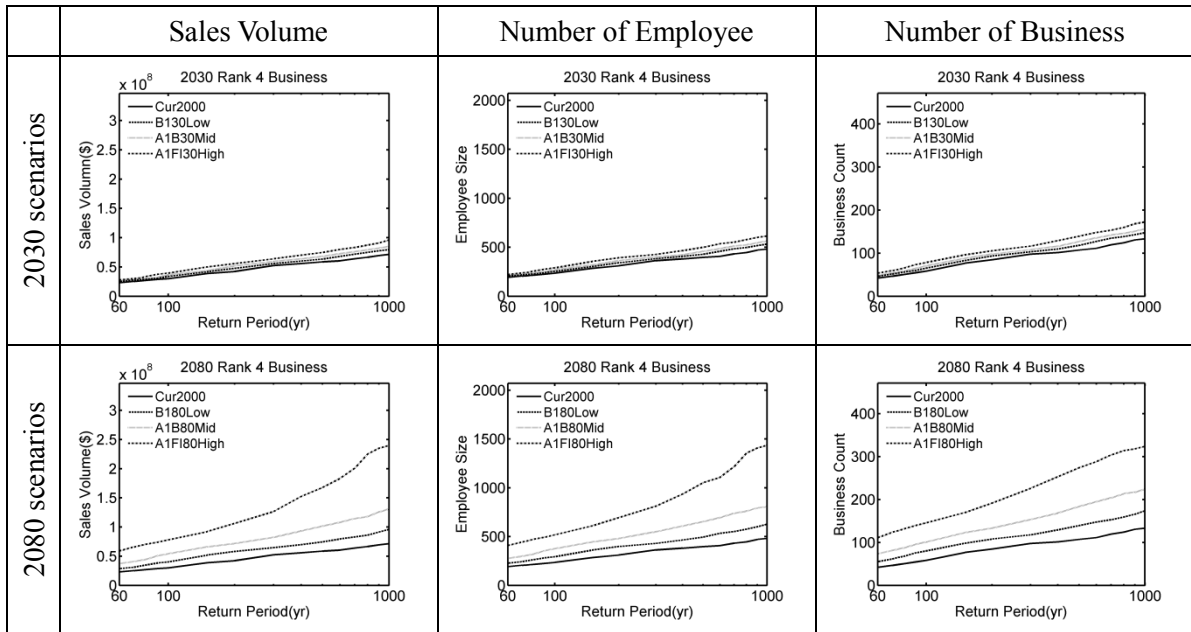 Sales Volume
Number of Employee
Number of Business
2030 scenarios
x 10⁸
2030 Rank 4 Business
Cur2000
B130Low
A1B30Mid
A1FI30High
Sales Volumn($)
3
2.5
2
1.5
1
0.5
0
60
100
1000
Return Period(yr)
2030 Rank 4 Business
Cur2000
B130Low
A1B30Mid
A1FI30High
Employee Size
2000
1500
1000
500
0
60
100
1000
Return Period(yr)
2030 Rank 4 Business
Cur2000
B130Low
A1B30Mid
A1FI30High
Business Count
400
300
200
100
0
60
100
1000
Return Period(yr)
2080 scenarios
x 10⁸
2080 Rank 4 Business
Cur2000
B180Low
A1B80Mid
A1FI80High
Sales Volume($)
3
2.5
2
1.5
1
0.5
0
60
100
1000
Return Period(yr)
2080 Rank 4 Business
Cur2000
B180Low
A1B80Mid
A1FI80High
Employee Size
2000
1500
1000
500
0
60
100
1000
Return Period(yr)
2080 Rank 4 Business
Cur2000
B180Low
A1B80Mid
A1FI80High
Business Count
400
300
200
100
0
60
100
1000
Return Period(yr)